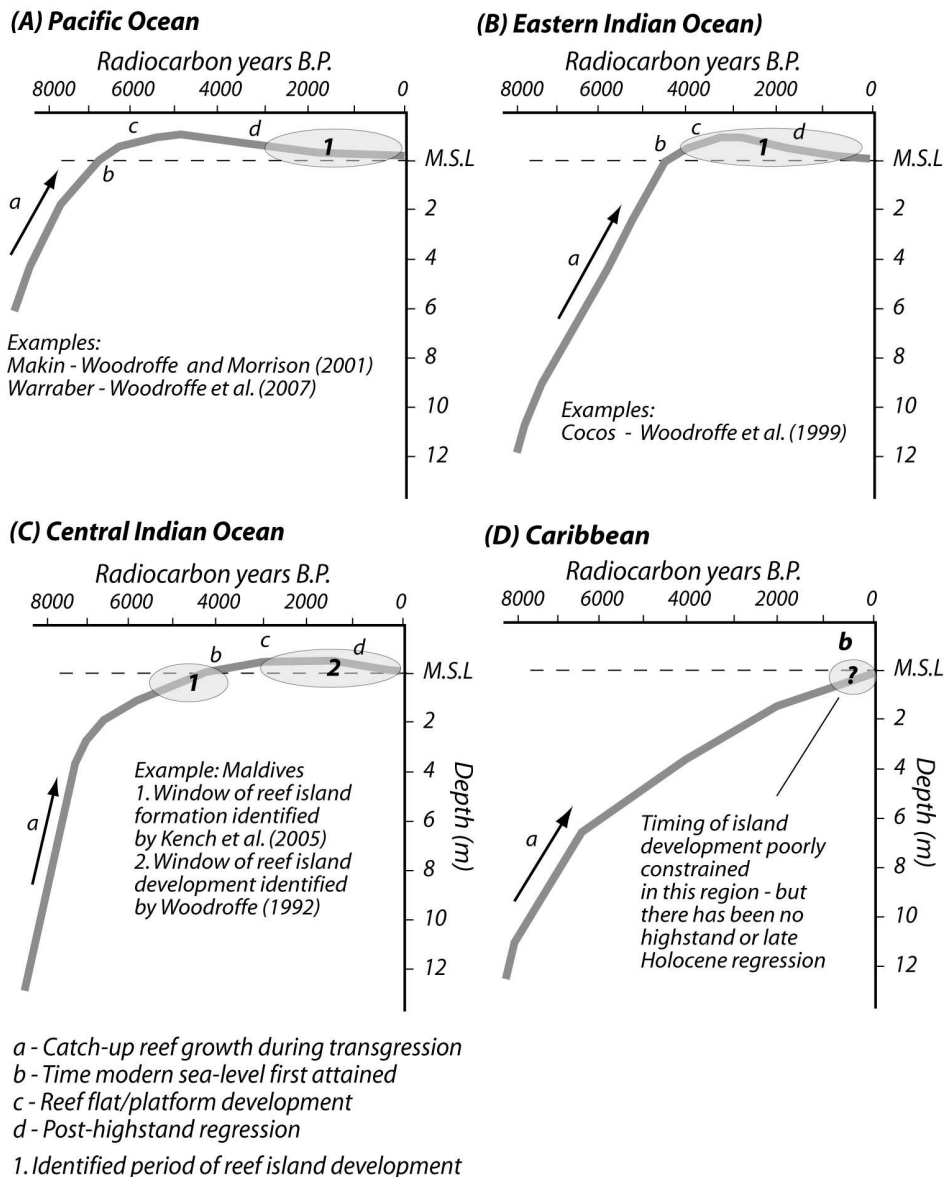 (A) Pacific Ocean
Radiocarbon years B.P.
8000 6000 4000 2000 0
c
d
1
M.S.L
b
a
2
4
6
8
10
12
Examples:
Makin - Woodroffe and Morrison (2001)
Warraber - Woodroffe et al. (2007)
(B) Eastern Indian Ocean)
Radiocarbon years B.P.
8000 6000 4000 2000 0
c
b
d
1
M.S.L
a
2
4
6
8
10
12
Examples:
Cocos - Woodroffe et al. (1999)
(C) Central Indian Ocean
Radiocarbon years B.P.
8000 6000 4000 2000 0
c
b
d
1
2
M.S.L
a
2
4
6
8
10
12
Depth (m)
Example: Maldives
1. Window of reef island
formation identified
by Kench et al. (2005)
2. Window of reef island
development identified
by Woodroffe (1992)
(D) Caribbean
Radiocarbon years B.P.
8000 6000 4000 2000 0
b
?
M.S.L
a
2
4
6
8
10
12
Depth (m)
Timing of island
development poorly
constrained
in this region - but
there has been no
highstand or late
Holocene regression
a - Catch-up reef growth during transgression
b - Time modern sea-level first attained
c - Reef flat/platform development
d - Post-highstand regression
1. Identified period of reef island development